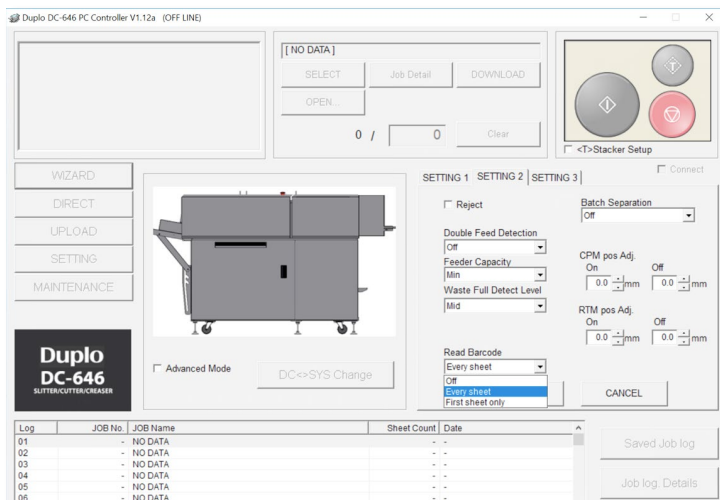 Duplo DC-646 PC Controller V1.12a (OFF LINE)
[ NO DATA ]
SELECT
Job Detail
DOWNLOAD
OPEN...
0 / 0
Clear
<T>Stacker Setup
Connect
WIZARD
DIRECT
UPLOAD
SETTING
MAINTENANCE
Duplo
DC-646
SLITTER/CUTTER/CREASER
Advanced Mode
DC<>SYS Change
SETTING 1 SETTING 2 SETTING 3
Reject
Batch Separation
Off
Double Feed Detection
Off
Feeder Capacity
Min
Waste Full Detect Level
Mid
CPM pos Adj.
On Off
0.0 mm 0.0 mm
RTM pos Adj.
On Off
0.0 mm 0.0 mm
Read Barcode
Every sheet
Off
Every sheet
First sheet only
CANCEL
Log JOB No. JOB Name Sheet Count Date
01 - NO DATA - -
02 - NO DATA - -
03 - NO DATA - -
04 - NO DATA - -
05 - NO DATA - -
06 - NO DATA - -
Saved Job log
Job log. Details